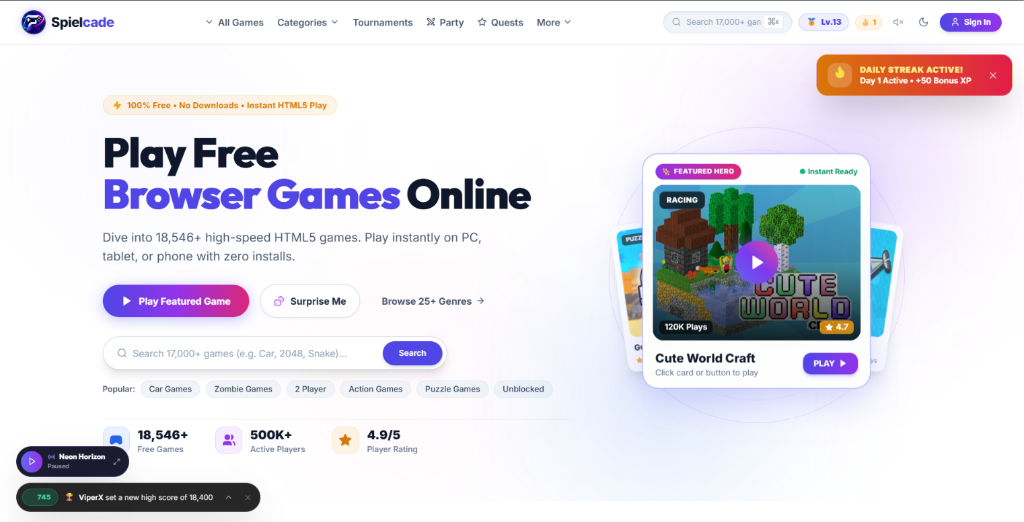 Spielcade
All Games
Categories
Tournaments
Party
Quests
More
Search 17,000+ gam
⌘K
Lv.13
1
Sign In
DAILY STREAK ACTIVE!
Day 1 Active • +50 Bonus XP
100% Free • No Downloads • Instant HTML5 Play
Play Free
Browser Games Online
Dive into 18,546+ high-speed HTML5 games. Play instantly on PC,
tablet, or phone with zero installs.
Play Featured Game
Surprise Me
Browse 25+ Genres →
Search 17,000+ games (e.g. Car, 2048, Snake)...
Search
Popular:
Car Games
Zombie Games
2 Player
Action Games
Puzzle Games
Unblocked
18,546+
Free Games
500K+
Active Players
4.9/5
Player Rating
FEATURED HERO
Instant Ready
RACING
CUTE
WORLD
120K Plays
4.7
Cute World Craft
Click card or button to play
PLAY
Neon Horizon
Paused
745
ViperX set a new high score of 18,400